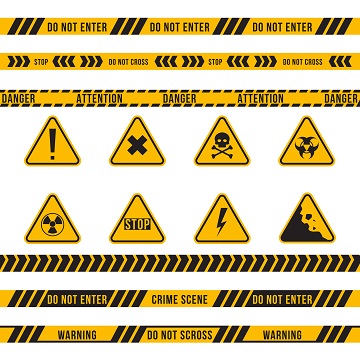 DO NOT ENTER DO NOT ENTER DO NOT ENTER
STOP DO NOT CROSS STOP DO NOT CROSS
DANGER ATTENTION DANGER ATTENTION DANGER
!
STOP
DO NOT ENTER CRIME SCENE DO NOT ENTER
WARNING DO NOT SCROSS WARNING